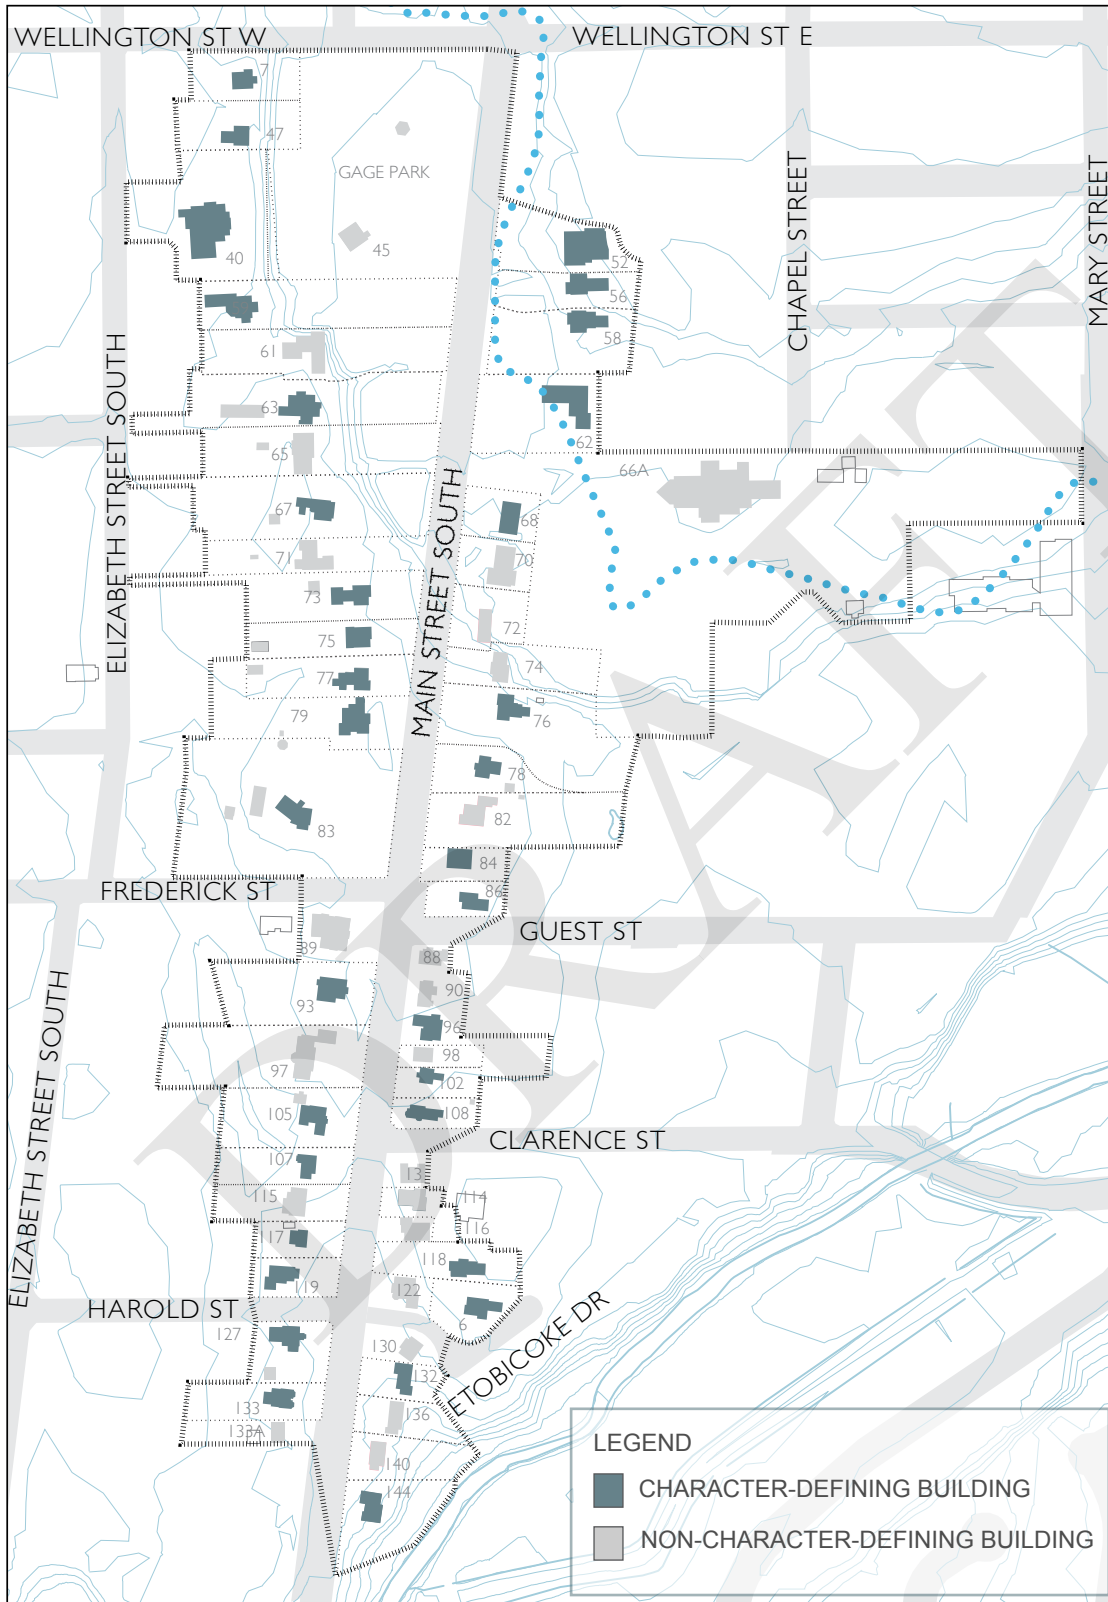 WELLINGTON ST W
WELLINGTON ST E
7
47
GAGE PARK
45
40
52
56
58
CHAPEL STREET
MARY STREET
61
63
62
65
66A
ELIZABETH STREET SOUTH
MAIN STREET SOUTH
67
68
71
70
73
72
75
74
77
76
79
78
83
82
84
86
FREDERICK ST
GUEST ST
89
88
93
90
96
97
98
102
105
108
CLARENCE ST
107
13
115
114
116
117
118
119
122
ELIZABETH STREET SOUTH
HAROLD ST
127
6
ETOBICOKE DR
130
132
133
136
133A
140
144
DRAFT
LEGEND
CHARACTER-DEFINING BUILDING
NON-CHARACTER-DEFINING BUILDING